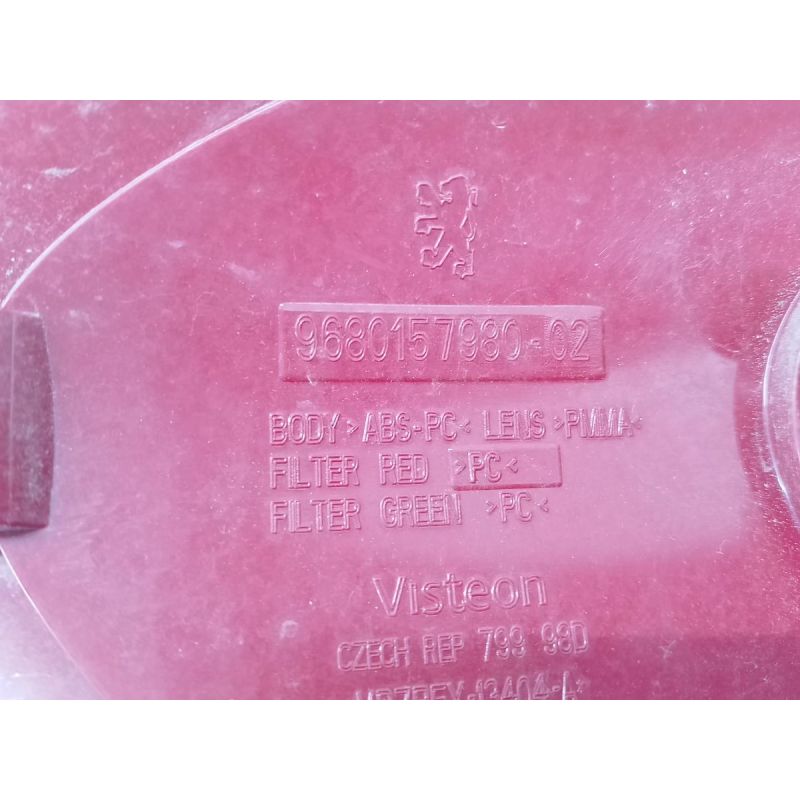 9680157980-02
BODY >ABS-PC< LENS >PMMA<
FILTER RED >PC<
FILTER GREEN >PC<
Visteon
CZECH REP 799 98D